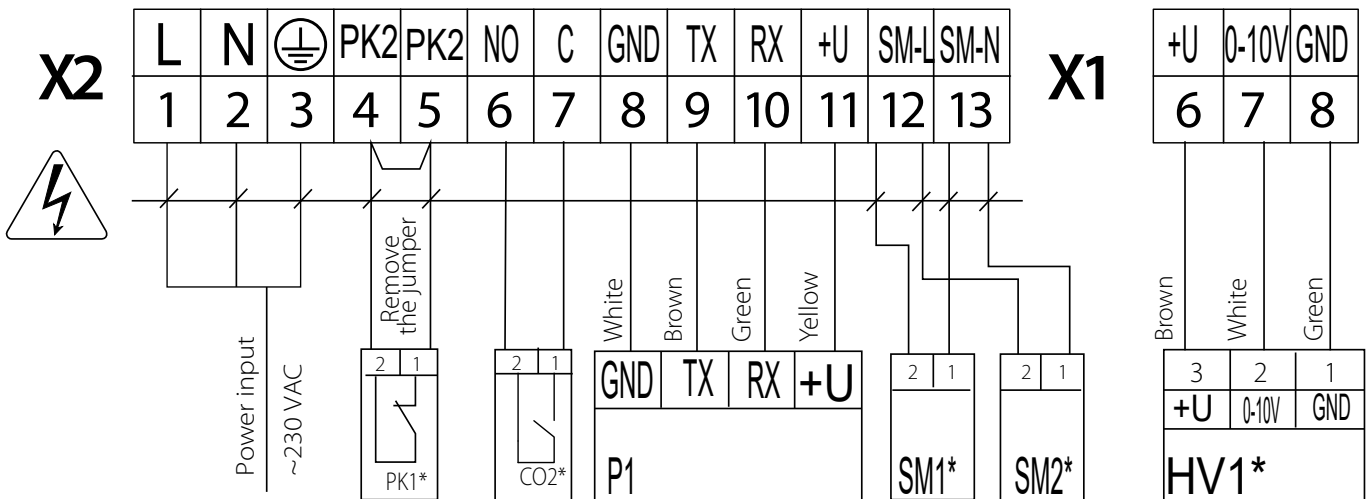 X2
L N PK2 PK2 NO C GND TX RX +U SM-L SM-N
1 2 3 4 5 6 7 8 9 10 11 12 13
X1
+U 0-10V GND
6 7 8
Power input
~230 VAC
Remove
the jumper
2 1
PK1*
2 1
CO2*
White
Brown
Green
Yellow
GND TX RX +U
P1
2 1
SM1*
2 1
SM2*
Brown
White
Green
3 2 1
+U 0-10V GND
HV1*